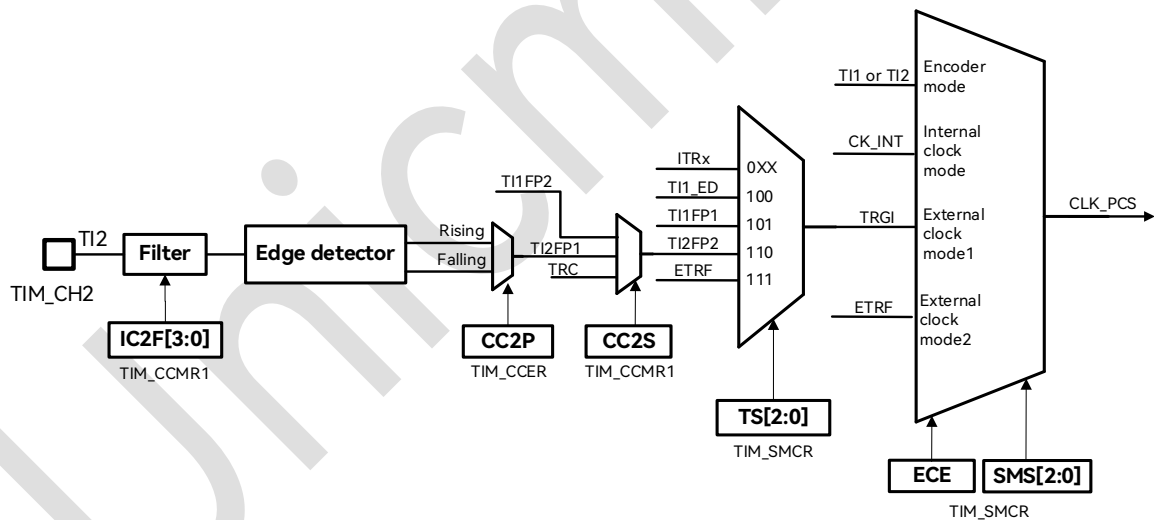 TI2
TIM_CH2
Filter
IC2F[3:0]
TIM_CCMR1
Edge detector
Rising
Falling
CC2P
TIM_CCER
TI1FP2
TI2FP1
TRC
CC2S
TIM_CCMR1
ITRx
TI1_ED
TI1FP1
TI2FP2
ETRF
0XX
100
101
110
111
TS[2:0]
TIM_SMCR
TI1 or TI2
CK_INT
TRGI
ETRF
Encoder
mode
Internal
clock
mode
External
clock
mode1
External
clock
mode2
CLK_PCS
ECE
SMS[2:0]
TIM_SMCR
Unicm